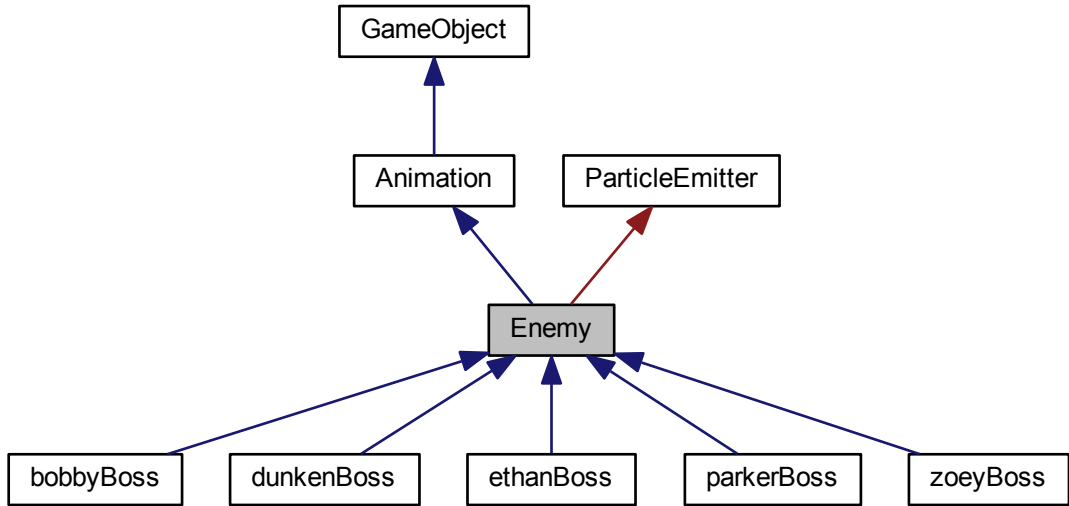 GameObject
Animation
ParticleEmitter
Enemy
bobbyBoss
dunkenBoss
ethanBoss
parkerBoss
zoeyBoss